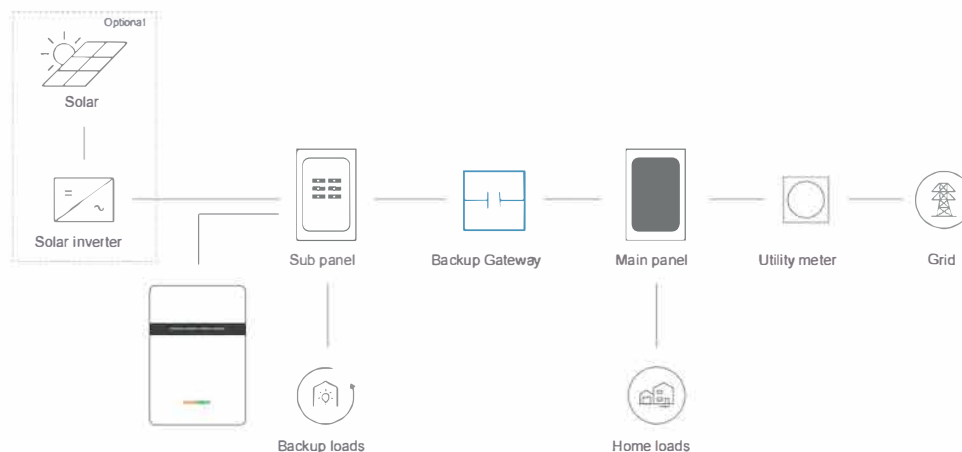 Optional
Solar
Solar inverter
Sub panel
Backup Gateway
Main panel
Utility meter
Grid
Backup loads
Home loads